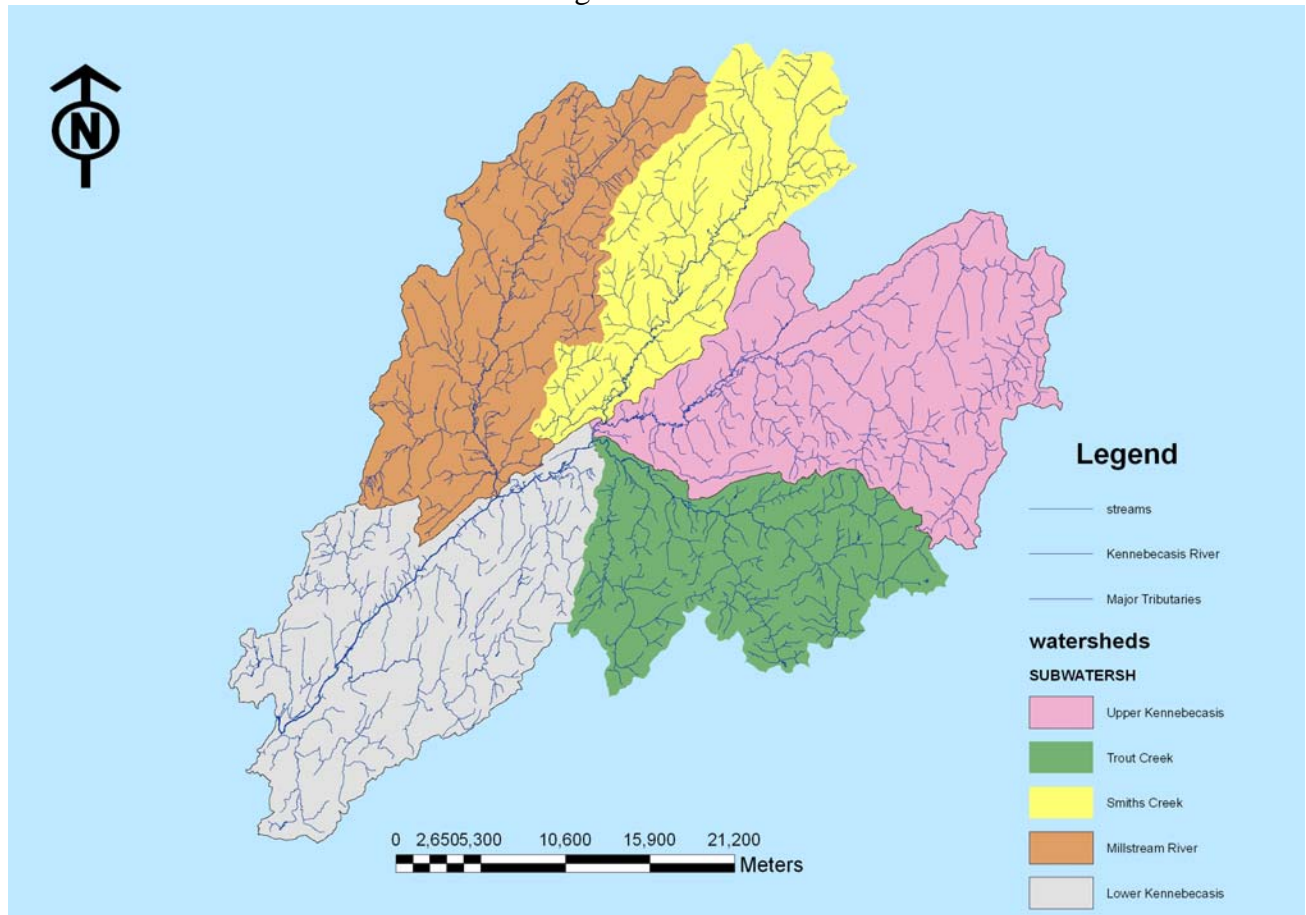 N
Legend
streams
Kennebecasis River
Major Tributaries
watersheds
SUBWATERSH
Upper Kennebecasis
Trout Creek
Smiths Creek
Millstream River
Lower Kennebecasis
0 2,6505,300 10,600 15,900 21,200
Meters